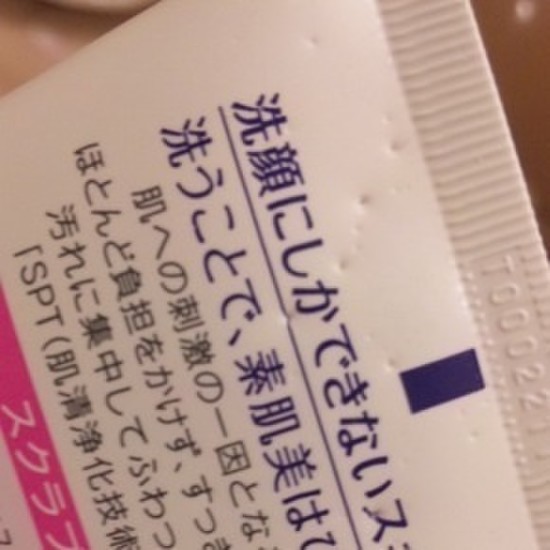 洗顔にしかできないス
洗うことで、素肌美は
肌への刺激の一因とな
ほとんど負担をかけず、すっき
汚れに集中してふわっ
「SPT(肌清浄化技術
スクラブ
T000221